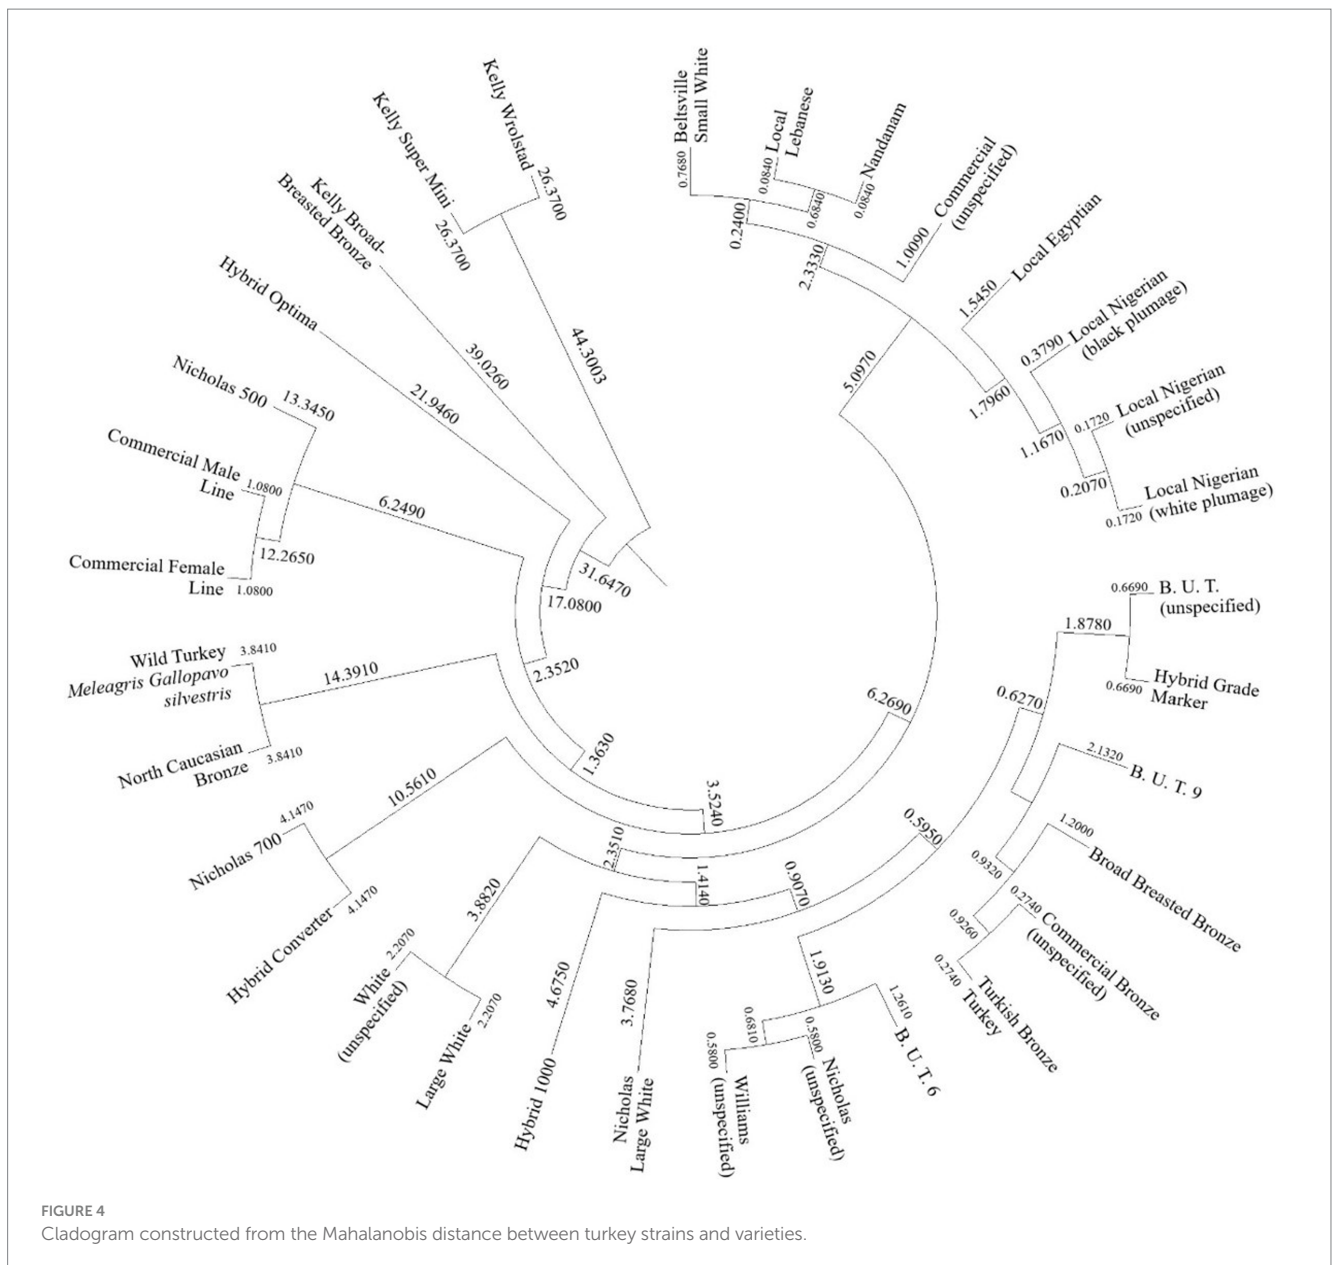 Kelly Wrolstad
26.3700
Kelly Super Mini
26.3700
44.3003
Kelly Broad-
Breasted Bronze
39.0260
Hybrid Optima
21.9460
31.6470
17.0800
Nicholas 500
13.3450
Commercial Male
Line
1.0800
6.2490
12.2650
Commercial Female
Line
1.0800
2.3520
Wild Turkey
3.8410
Meleagris Gallopavo
silvestris
14.3910
North Caucasian
Bronze
3.8410
1.3630
3.5240
10.5610
4.1470
Nicholas 700
Hybrid Converter
4.1470
6.2690
2.3510
3.8820
White
(unspecified)
2.2070
Large White
2.2070
1.4140
Hybrid 1000
4.6750
0.9070
Nicholas
Large White
3.7680
0.5950
1.9130
0.6810
0.5800
Williams
(unspecified)
0.5800
Nicholas
(unspecified)
1.2610
B. U. T. 6
0.6270
0.9320
0.9260
0.2740
Turkish Bronze
Turkey
0.2740
Commercial Bronze
(unspecified)
1.2000
Broad Breasted Bronze
2.1320
B. U. T. 9
1.8780
0.6690
Hybrid Grade
Marker
0.6690
B. U. T.
(unspecified)
5.0970
0.1720
Local Nigerian
(white plumage)
0.1720
Local Nigerian
(unspecified)
0.2070
1.1670
0.3790
Local Nigerian
(black plumage)
1.7960
1.5450
Local Egyptian
2.3330
1.0090
Commercial
(unspecified)
0.2400
0.6840
0.0840
Nandanam
0.0840
Local
Lebanese
0.7680
Beltsville
Small White
FIGURE 4
Cladogram constructed from the Mahalanobis distance between turkey strains and varieties.